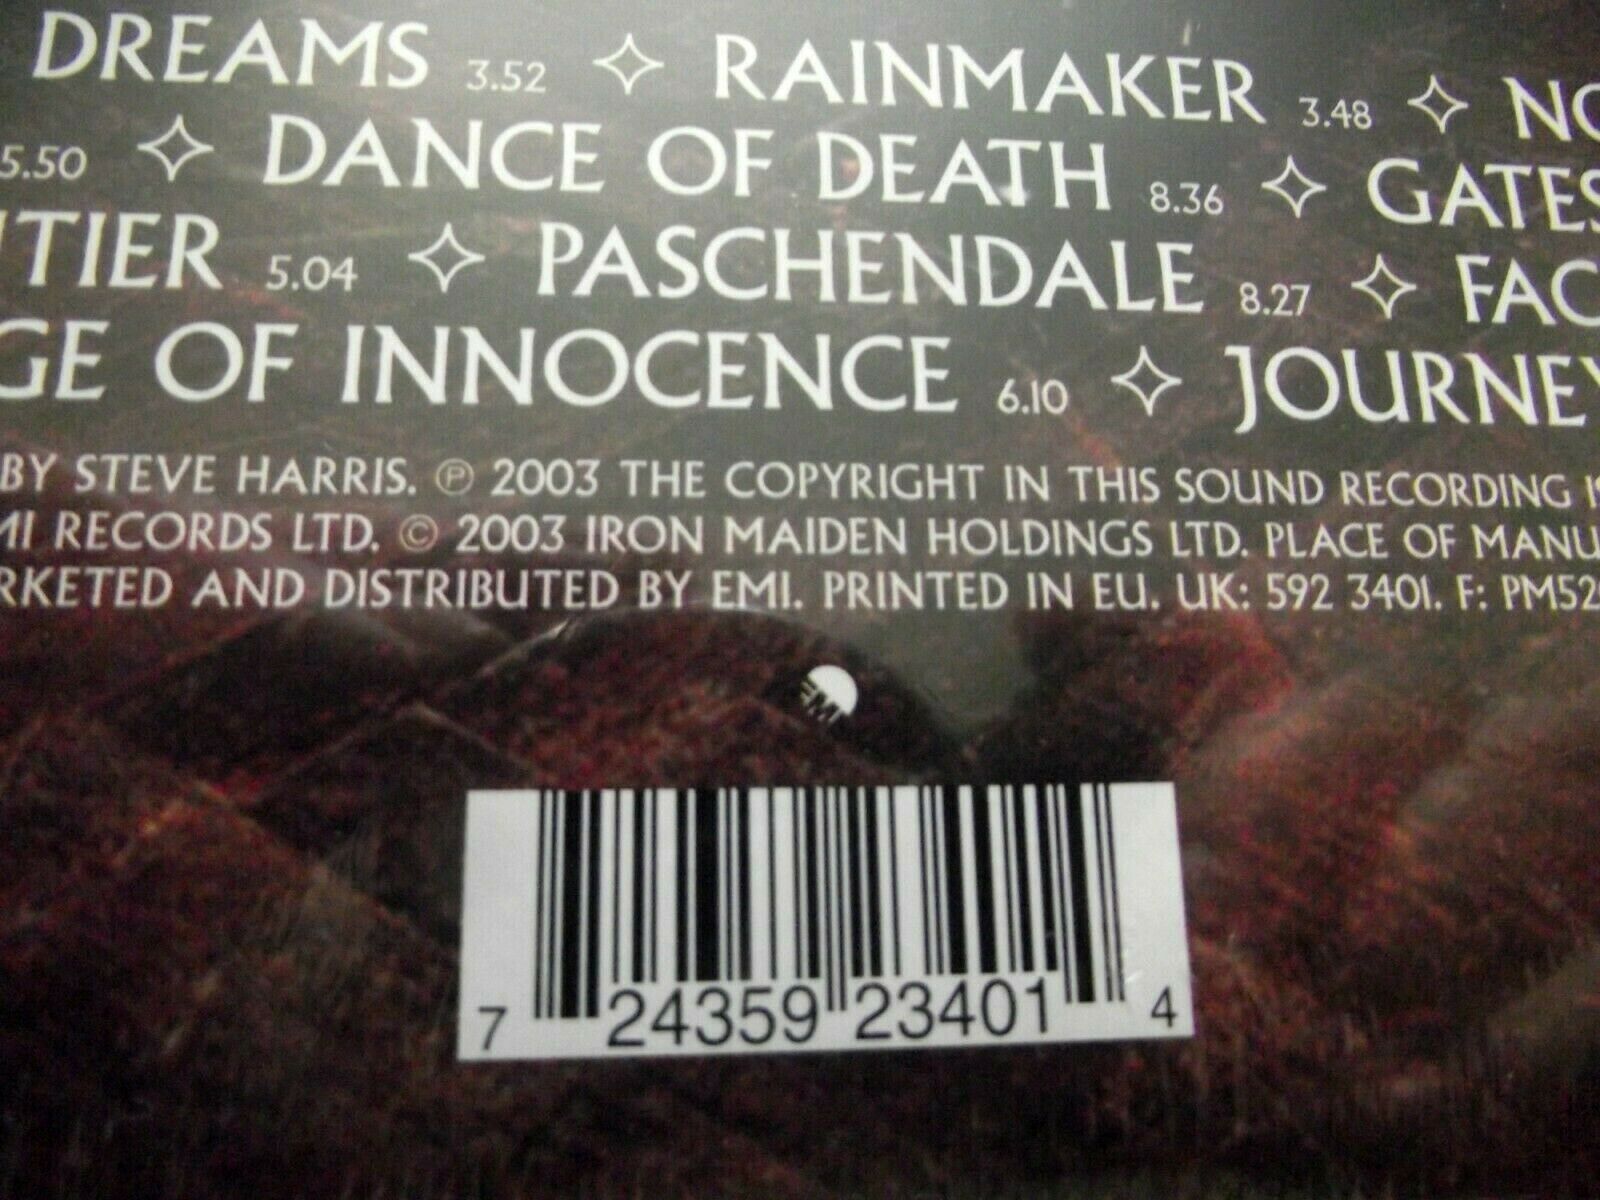 DREAMS 3.52 RAINMAKER 3.48 NO
5.50 DANCE OF DEATH 8.36 GATES
TIER 5.04 PASCHENDALE 8.27 FAC
GE OF INNOCENCE 6.10 JOURNEY
BY STEVE HARRIS. ℗ 2003 THE COPYRIGHT IN THIS SOUND RECORDING IS
MI RECORDS LTD. © 2003 IRON MAIDEN HOLDINGS LTD. PLACE OF MANU
RKETED AND DISTRIBUTED BY EMI. PRINTED IN EU. UK: 592 3401. F: PM52
EMI
7 24359 23401 4